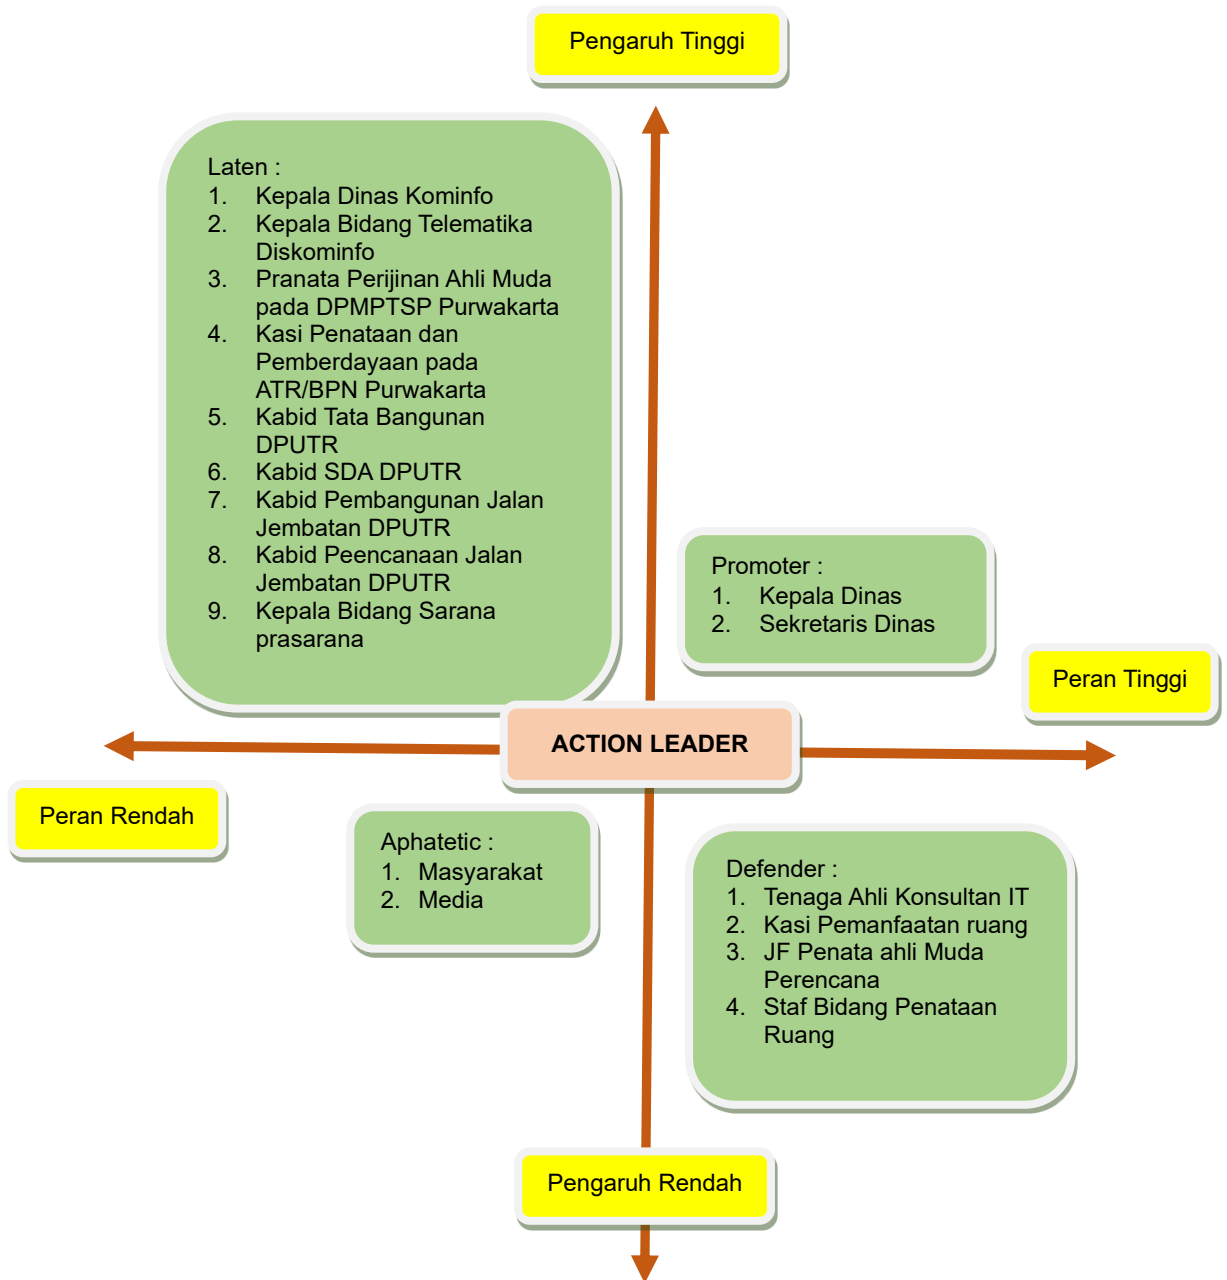 Pengaruh Tinggi
Laten :
1. Kepala Dinas Kominfo
2. Kepala Bidang Telematika
Diskominfo
3. Pranata Perijinan Ahli Muda
pada DPMPTSP Purwakarta
4. Kasi Penataan dan
Pemberdayaan pada
ATR/BPN Purwakarta
5. Kabid Tata Bangunan
DPUTR
6. Kabid SDA DPUTR
7. Kabid Pembangunan Jalan
Jembatan DPUTR
8. Kabid Peencanaan Jalan
Jembatan DPUTR
9. Kepala Bidang Sarana
prasarana
Promoter :
1. Kepala Dinas
2. Sekretaris Dinas
Peran Tinggi
ACTION LEADER
Peran Rendah
Aphatetic :
1. Masyarakat
2. Media
Defender :
1. Tenaga Ahli Konsultan IT
2. Kasi Pemanfaatan ruang
3. JF Penata ahli Muda
Perencana
4. Staf Bidang Penataan
Ruang
Pengaruh Rendah